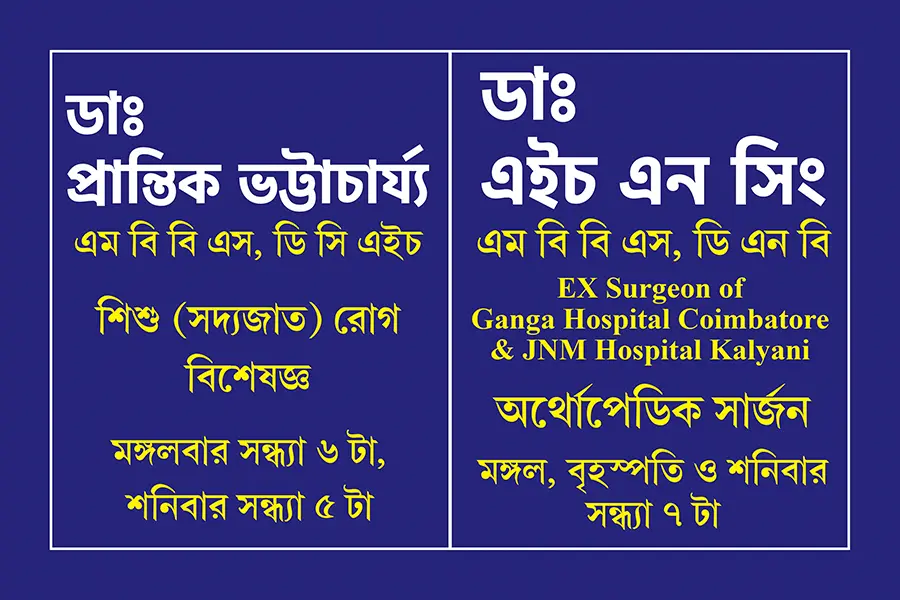 ডাঃ
প্রান্তিক ভট্টাচার্য্য
এম বি বি এস, ডি সি এইচ
শিশু (সদ্যজাত) রোগ
বিশেষজ্ঞ
মঙ্গলবার সন্ধ্যা ৬ টা,
শনিবার সন্ধ্যা ৫ টা
ডাঃ
এইচ এন সিং
এম বি বি এস, ডি এন বি
EX Surgeon of
Ganga Hospital Coimbatore
& JNM Hospital Kalyani
অর্থোপেডিক সার্জন
মঙ্গল, বৃহস্পতি ও শনিবার
সন্ধ্যা ৭ টা